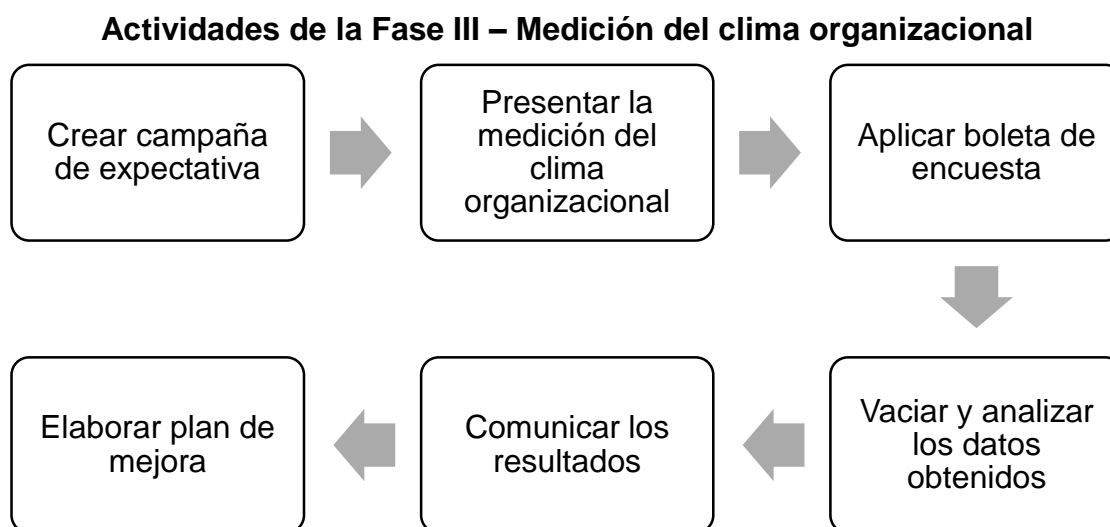 Actividades de la Fase III – Medición del clima organizacional
Crear campaña
de expectativa
Presentar la
medición del
clima
organizacional
Aplicar boleta de
encuesta
Vaciar y analizar
los datos
obtenidos
Comunicar los
resultados
Elaborar plan de
mejora